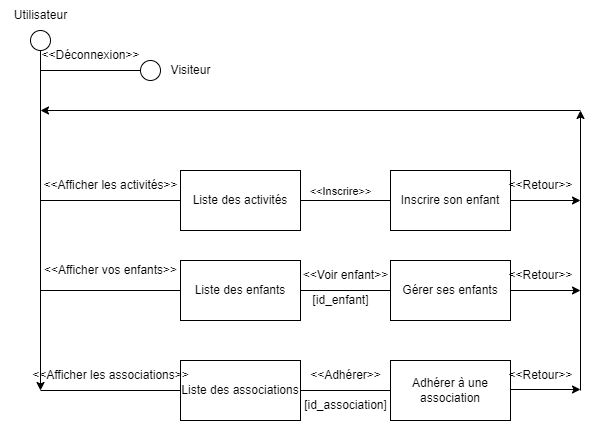 Utilisateur
<<Déconnexion>>
Visiteur
<<Afficher les activités>>
Liste des activités
<<Inscrire>>
Inscrire son enfant
<<Retour>>
<<Afficher vos enfants>>
Liste des enfants
<<Voir enfant>>
[id_enfant]
Gérer ses enfants
<<Retour>>
<<Afficher les associations>>
Liste des associations
<<Adhérer>>
[id_association]
Adhérer à une
association
<<Retour>>